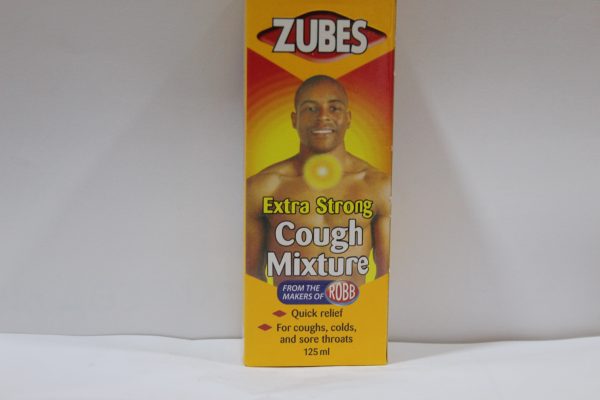 ZUBES
Extra Strong
Cough
Mixture
FROM THE
MAKERS OF ROBB
Quick relief
For coughs, colds,
and sore throats
125 ml